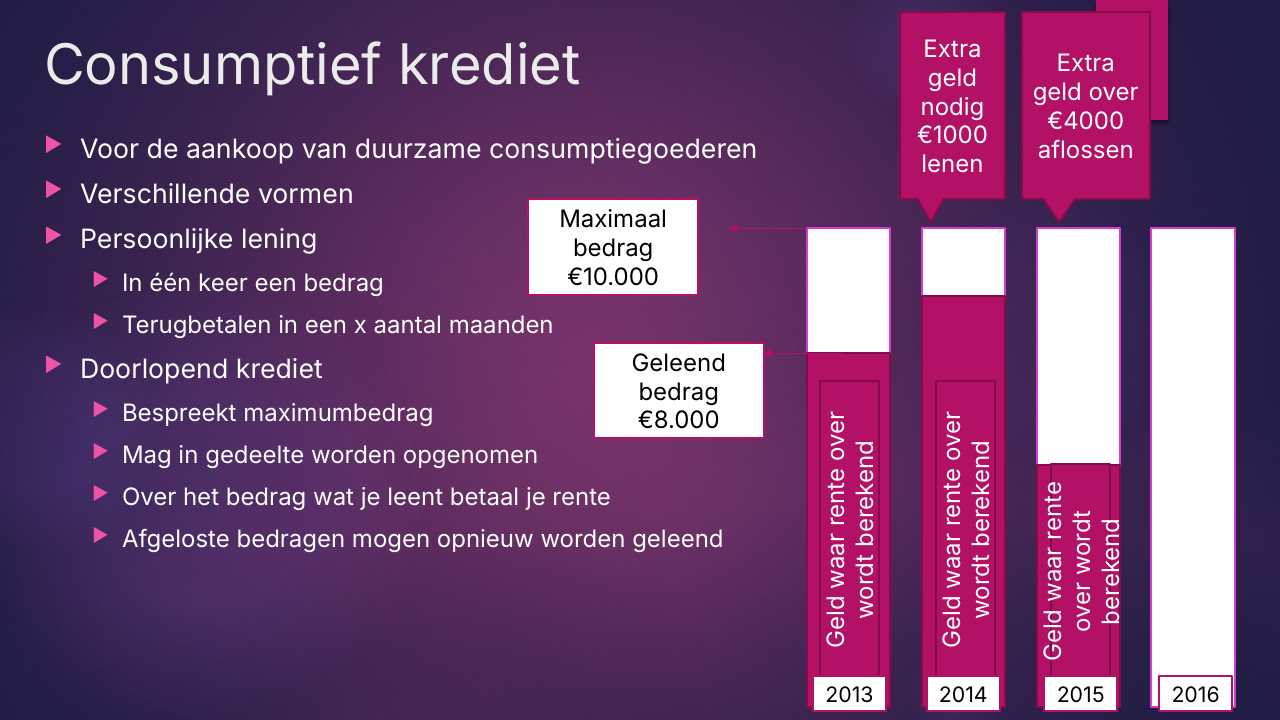 Consumptief krediet
Voor de aankoop van duurzame consumptiegoederen
Verschillende vormen
Persoonlijke lening
In één keer een bedrag
Terugbetalen in een x aantal maanden
Doorlopend krediet
Bespreekt maximumbedrag
Mag in gedeelte worden opgenomen
Over het bedrag wat je leent betaal je rente
Afgeloste bedragen mogen opnieuw worden geleend
Maximaal
bedrag
€10.000
Geleend
bedrag
€8.000
Extra
geld
nodig
€1000
lenen
Extra
geld over
€4000
aflossen
Geld waar rente over
wordt berekend
Geld waar rente over
wordt berekend
Geld waar rente
over wordt
berekend
2013
2014
2015
2016